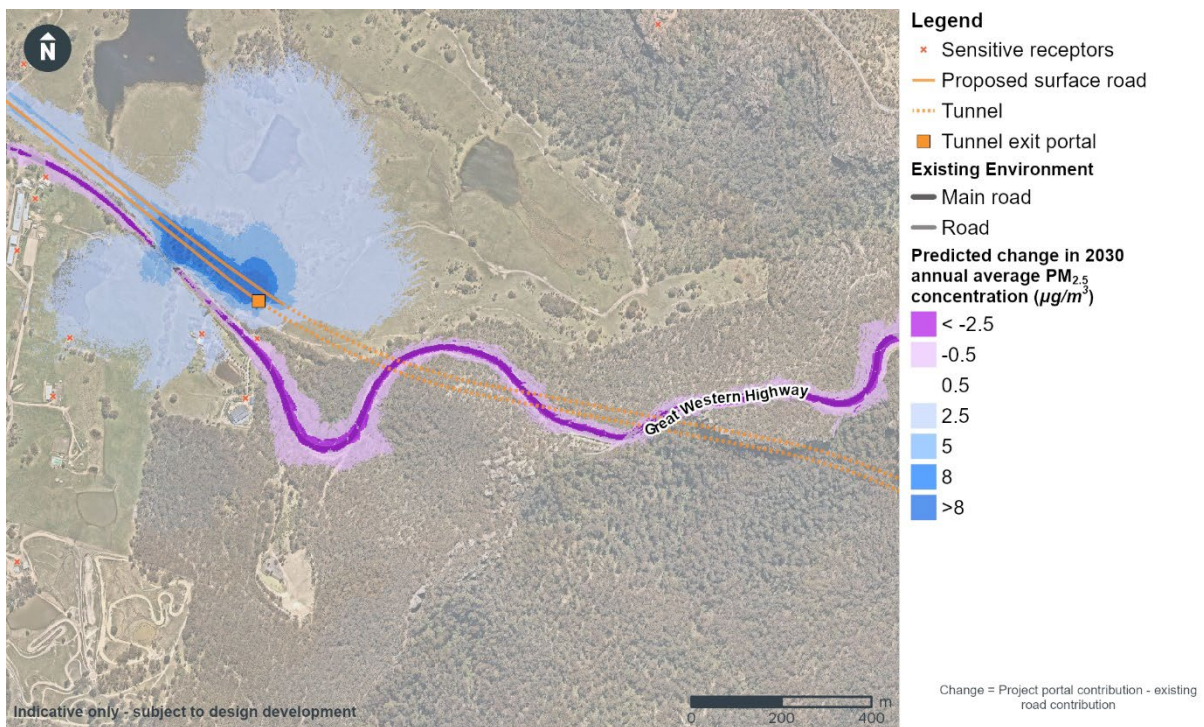 N
Great Western Highway
Indicative only - subject to design development
m
0
200
400
Legend
Sensitive receptors
Proposed surface road
Tunnel
Tunnel exit portal
Existing Environment
Main road
Road
Predicted change in 2030
annual average PM2.5
concentration (µg/m³)
< -2.5
-0.5
0.5
2.5
5
8
>8
Change = Project portal contribution - existing
road contribution